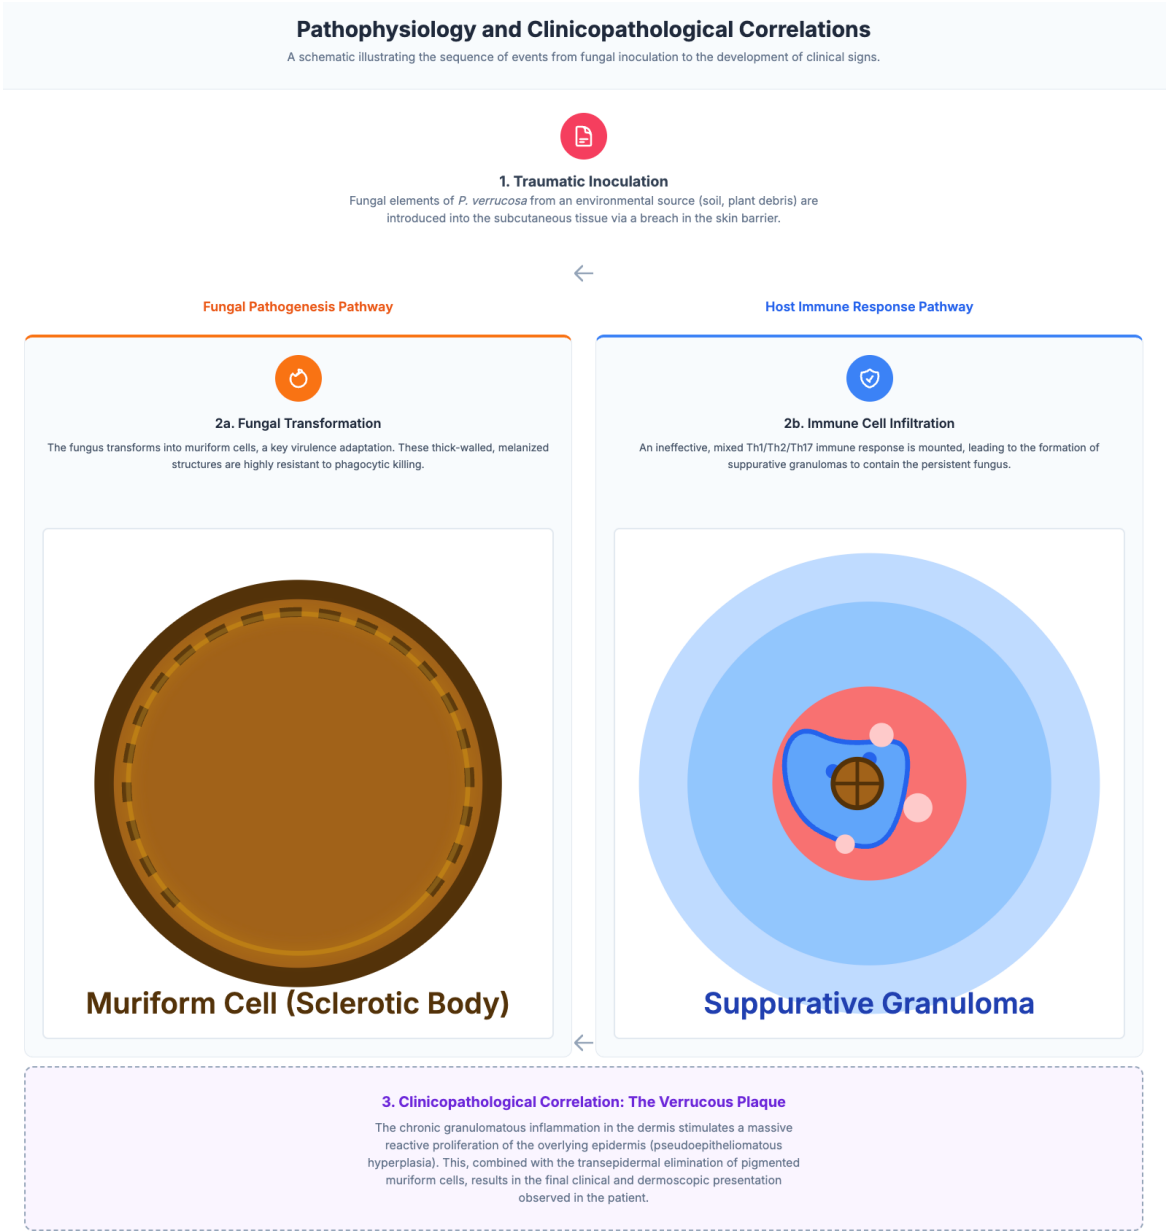 Pathophysiology and Clinicopathological Correlations
A schematic illustrating the sequence of events from fungal inoculation to the development of clinical signs.
1. Traumatic Inoculation
Fungal elements of P. verrucosa from an environmental source (soil, plant debris) are
introduced into the subcutaneous tissue via a breach in the skin barrier.
Fungal Pathogenesis Pathway
2a. Fungal Transformation
The fungus transforms into muriform cells, a key virulence adaptation. These thick-walled, melanized
structures are highly resistant to phagocytic killing.
Muriform Cell (Sclerotic Body)
Host Immune Response Pathway
2b. Immune Cell Infiltration
An ineffective, mixed Th1/Th2/Th17 immune response is mounted, leading to the formation of
suppurative granulomas to contain the persistent fungus.
Suppurative Granuloma
3. Clinicopathological Correlation: The Verrucous Plaque
The chronic granulomatous inflammation in the dermis stimulates a massive
reactive proliferation of the overlying epidermis (pseudoepitheliomatous
hyperplasia). This, combined with the transepidermal elimination of pigmented
muriform cells, results in the final clinical and dermoscopic presentation
observed in the patient.